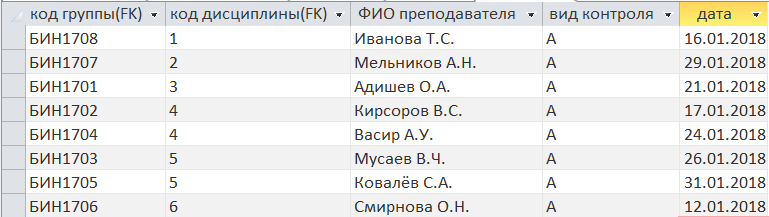 код группы(FK) код дисциплины(FK) ФИО преподавателя вид контроля дата
БИН1708 1 Иванова Т.С. А 16.01.2018
БИН1707 2 Мельников А.Н. А 29.01.2018
БИН1701 3 Адишев О.А. А 21.01.2018
БИН1702 4 Кирсоров В.С. А 17.01.2018
БИН1704 4 Васир А.У. А 24.01.2018
БИН1703 5 Мусаев В.Ч. А 26.01.2018
БИН1705 5 Ковалёв С.А. А 31.01.2018
БИН1706 6 Смирнова О.Н. А 12.01.2018